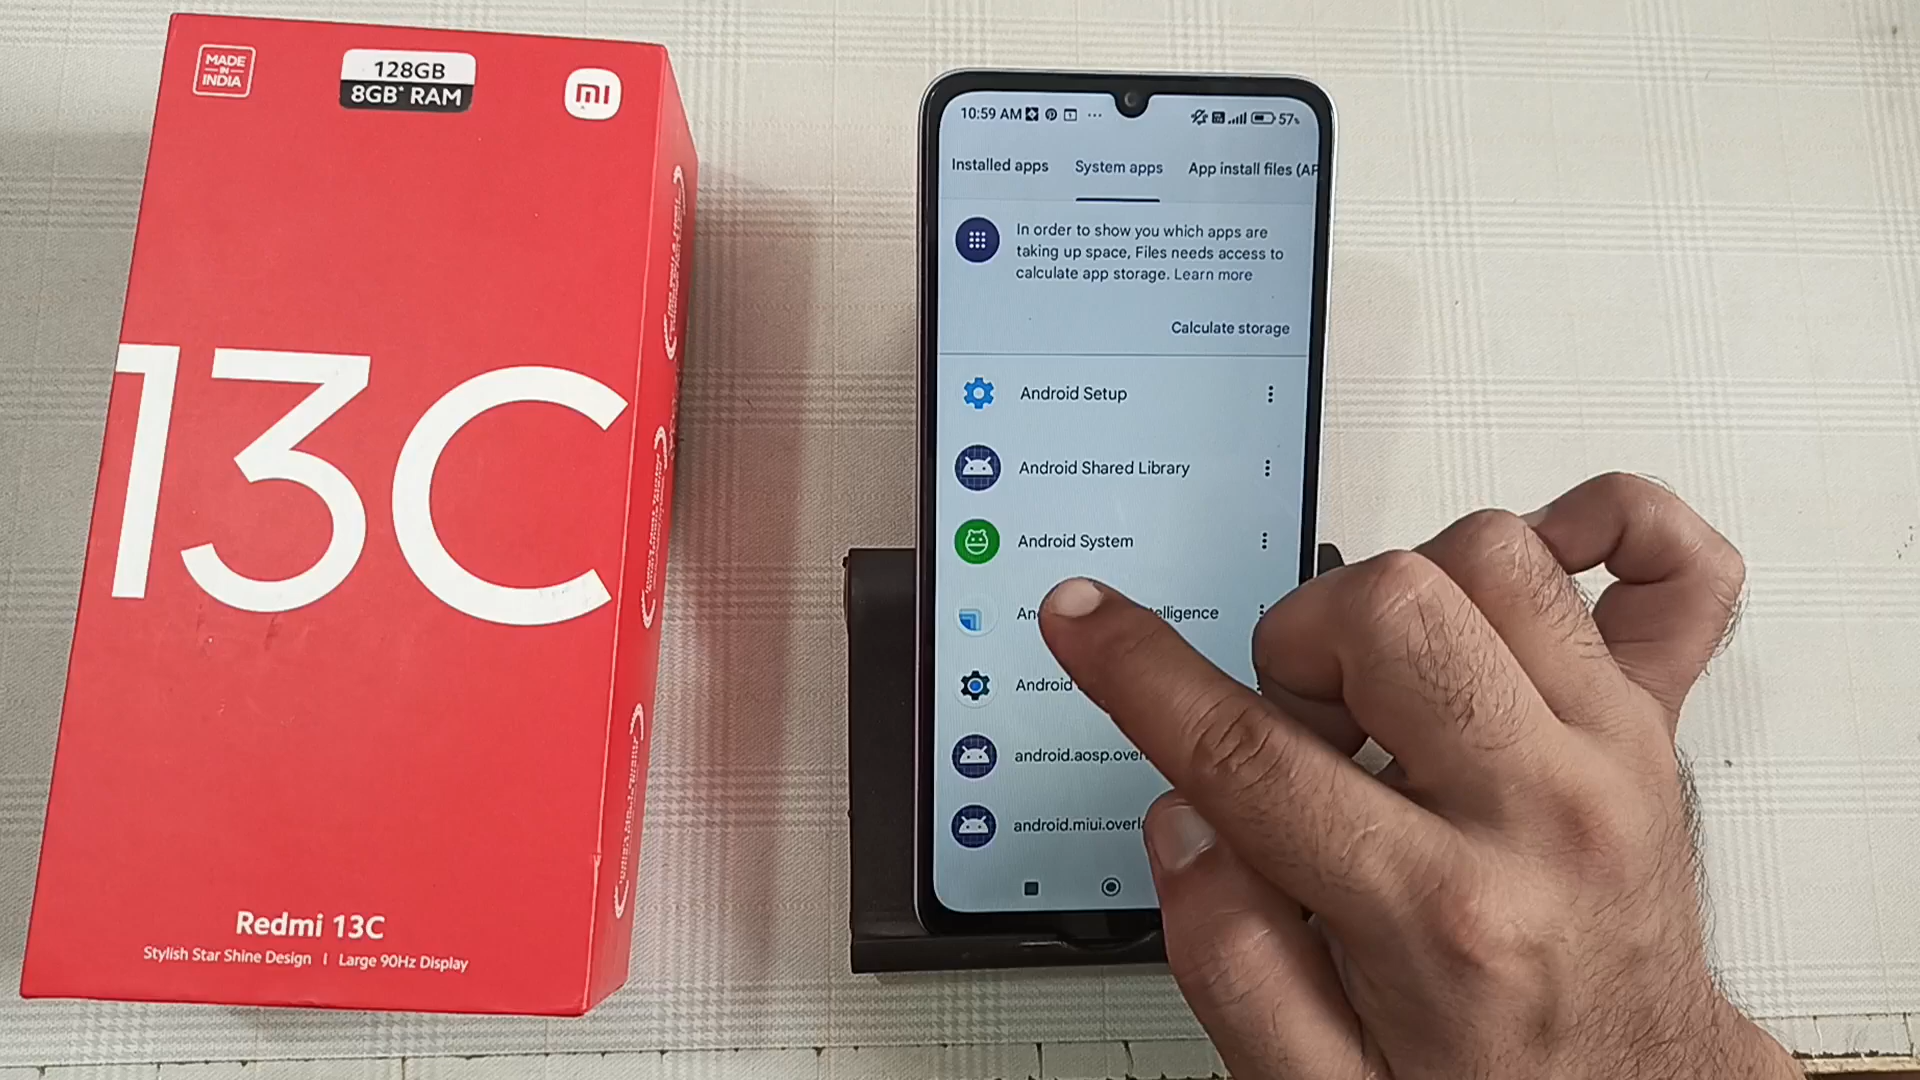 MADE
IN
INDIA
128GB
8GB* RAM
mi
13C
Redmi 13C
Stylish Star Shine Design | Large 90Hz Display
10:59 AM
57%
Installed apps
System apps
App install files (AP
In order to show you which apps are
taking up space, Files needs access to
calculate app storage. Learn more
Calculate storage
Android Setup
Android Shared Library
Android System
An elligence
Android
android.aosp.over
android.miui.overl